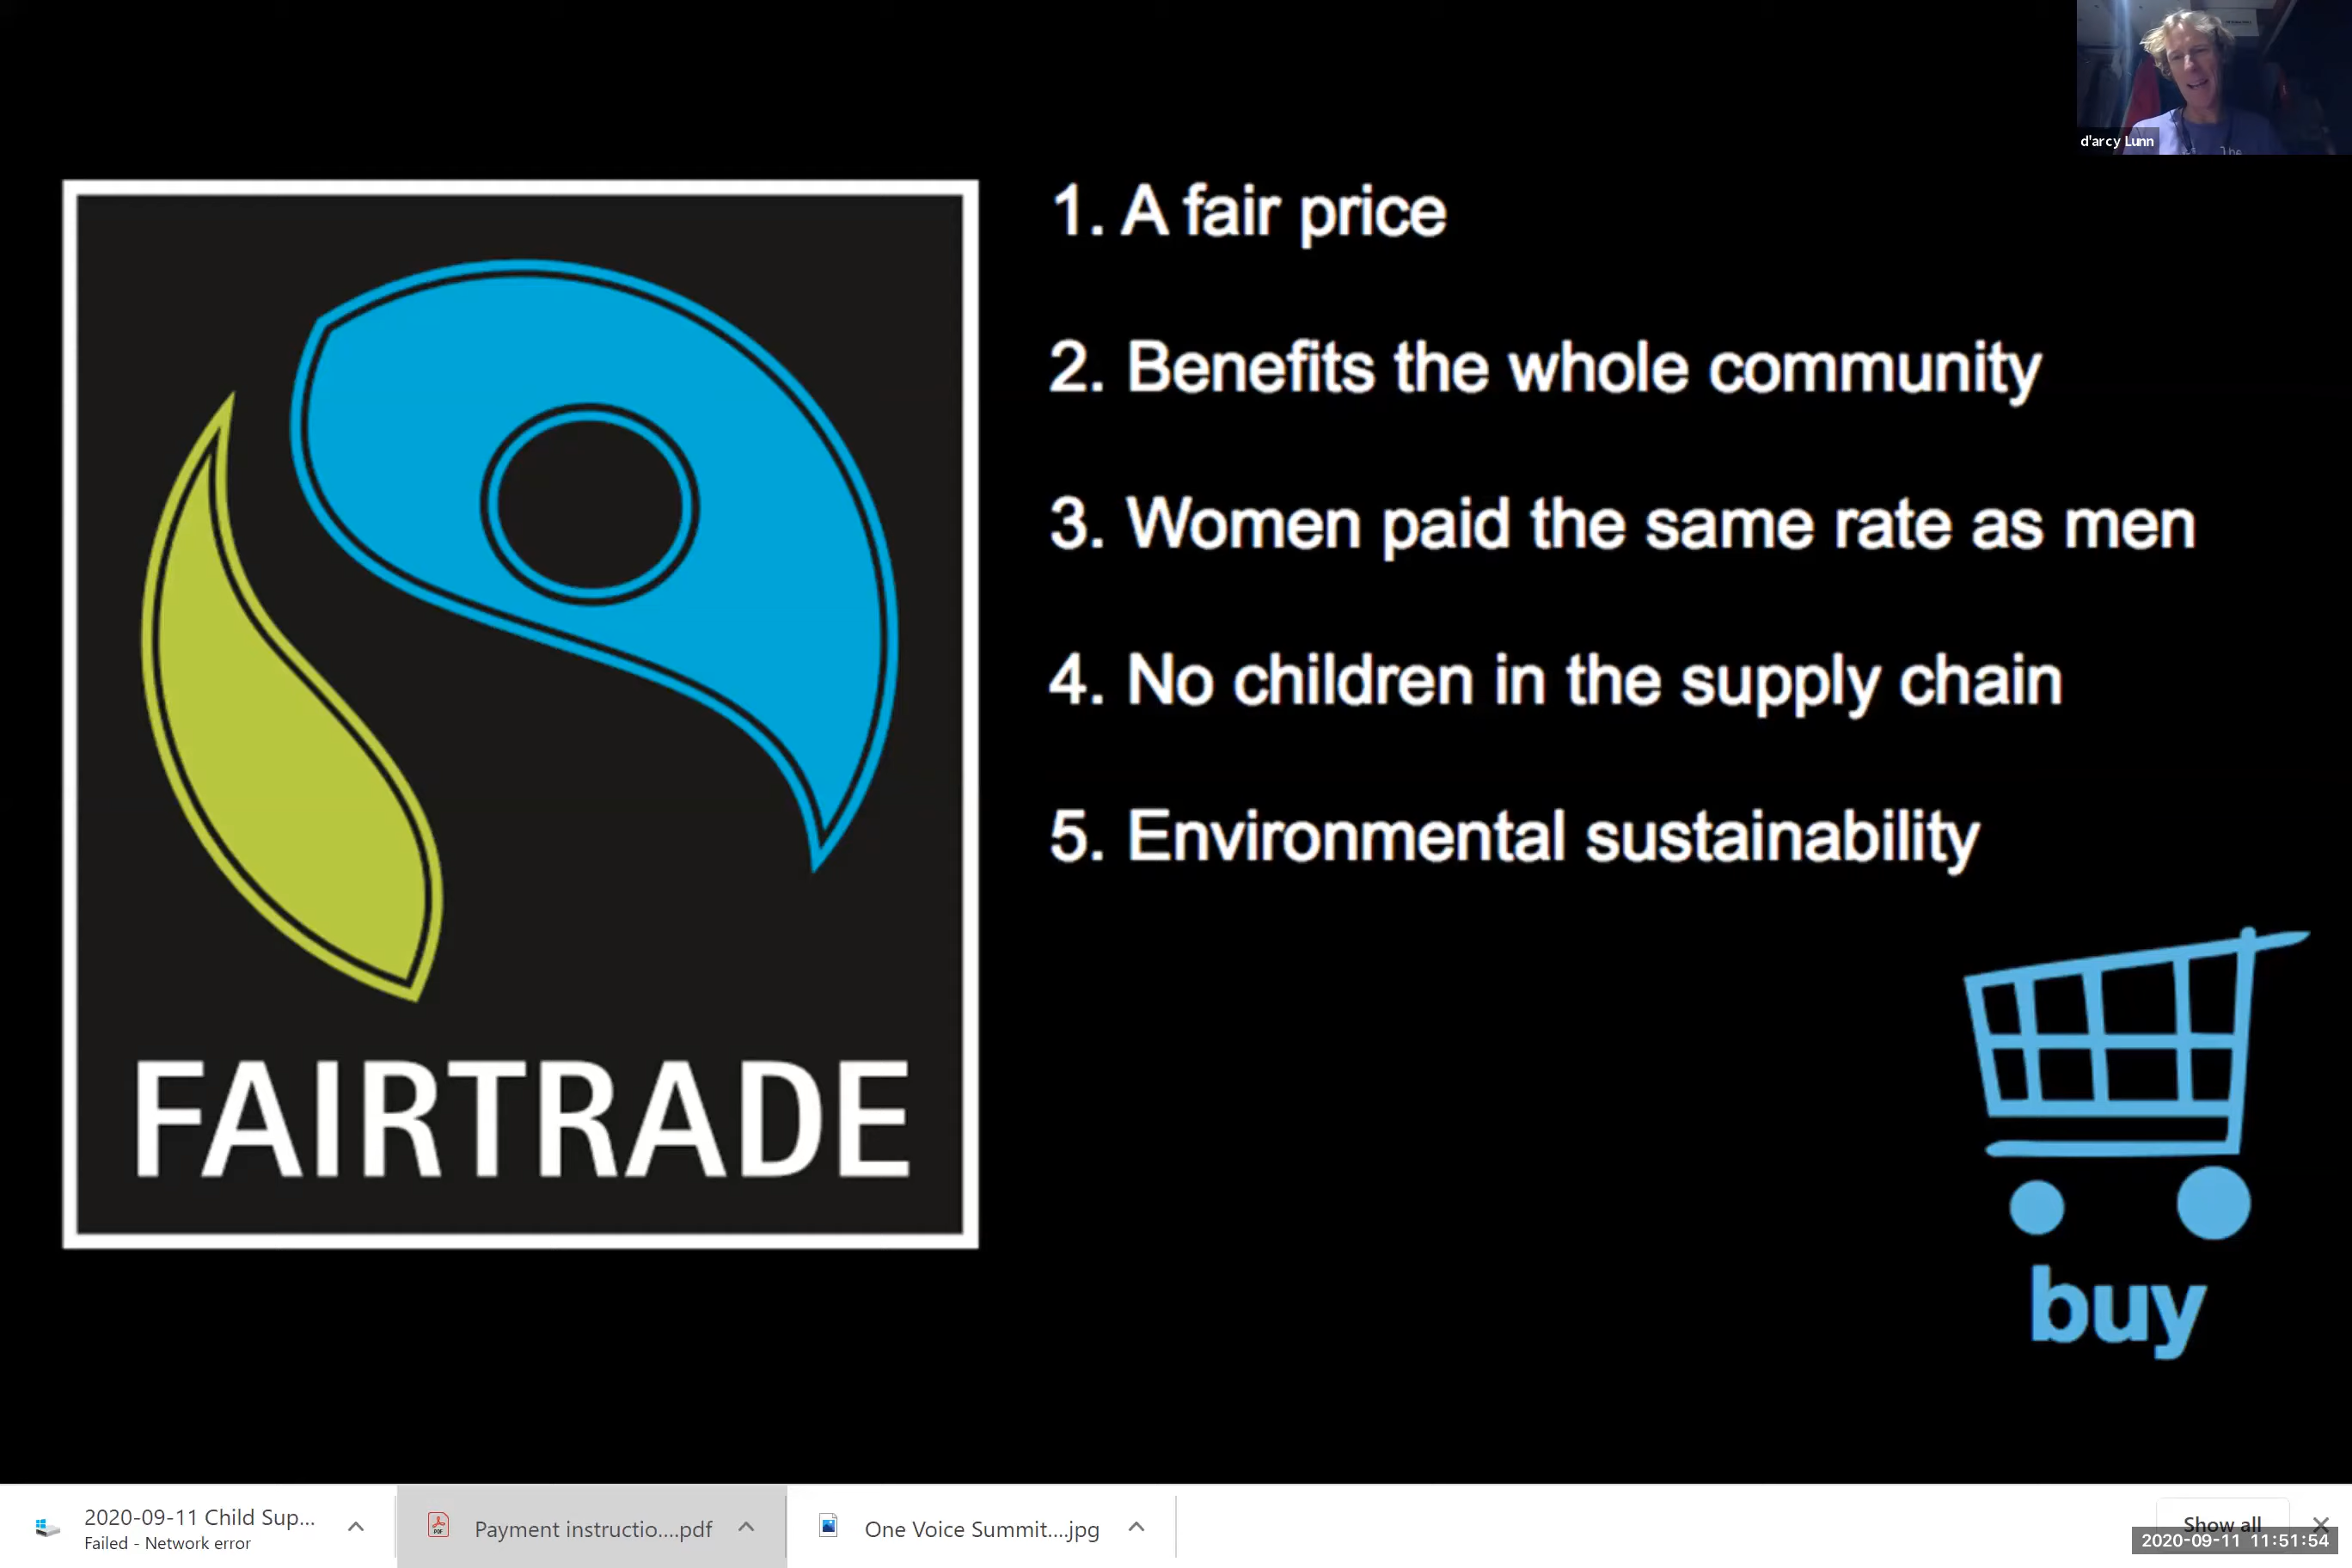 d'arcy Lunn
1. A fair price
2. Benefits the whole community
3. Women paid the same rate as men
4. No children in the supply chain
5. Environmental sustainability
FAIRTRADE
buy
2020-09-11 Child Sup...
Failed - Network error
Payment instructio....pdf
One Voice Summit....jpg
Show all
2020-09-11 11:51:54